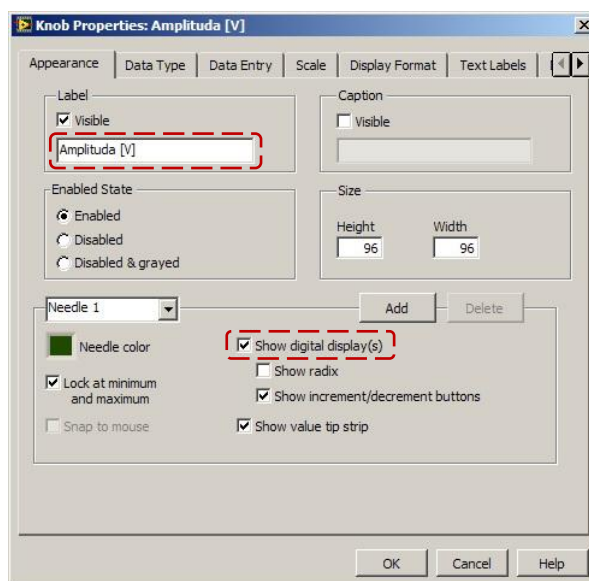 Knob Properties: Amplituda [V]
Appearance Data Type Data Entry Scale Display Format Text Labels
Label
Visible
Amplituda [V]
Caption
Visible
Enabled State
Enabled
Disabled
Disabled & grayed
Size
Height Width
96 96
Needle 1 Add Delete
Needle color
Lock at minimum
and maximum
Snap to mouse
Show digital display(s)
Show radix
Show increment/decrement buttons
Show value tip strip
OK Cancel Help